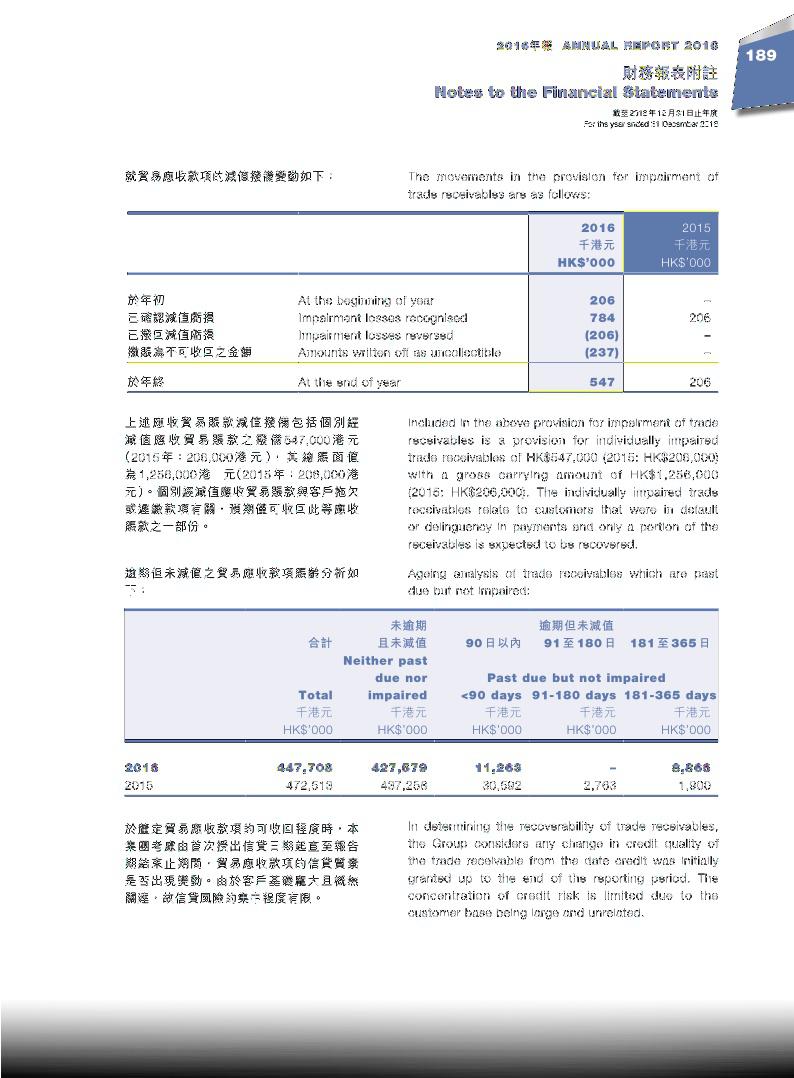 189
2016年報 ANNUAL REPORT 2016
財務報表附註
Notes to the Financial Statements
截至2016年12月31日止年度
For the year ended 31 December 2016
就貿易應收款項的減值撥備變動如下：
The movements in the provision for impairment of
trade receivables are as follows:
2016 2015
千港元 千港元
HK$'000 HK$'000
於年初 At the beginning of year 206 –
已確認減值虧損 Impairment losses recognised 784 206
已撥回減值虧損 Impairment losses reversed (206) –
撇賬為不可收回之金額 Amounts written off as uncollectible (237) –
於年終 At the end of year 547 206
上述應收貿易賬款減值撥備包括個別經
減值應收貿易賬款之撥備547,000港元
(2015年：206,000港元)，其總賬面值
為1,256,000港 元(2015年：206,000港
元)。個別經減值應收貿易賬款與客戶拖欠
或遲繳款項有關，預期僅可收回此等應收
賬款之一部份。
Included in the above provision for impairment of trade
receivables is a provision for individually impaired
trade receivables of HK$547,000 (2015: HK$206,000)
with a gross carrying amount of HK$1,256,000
(2015: HK$206,000). The individually impaired trade
receivables relate to customers that were in default
or delinquency in payments and only a portion of the
receivables is expected to be recovered.
逾期但未減值之貿易應收款項賬齡分析如
下：
Ageing analysis of trade receivables which are past
due but not impaired:
未逾期 逾期但未減值
合計 且未減值 90日以內 91至180日 181至365日
Neither past
due nor Past due but not impaired
Total impaired <90 days 91-180 days 181-365 days
千港元 千港元 千港元 千港元 千港元
HK$'000 HK$'000 HK$'000 HK$'000 HK$'000
2016 447,708 427,579 11,263 – 8,866
2015 472,513 437,256 30,592 2,763 1,900
於釐定貿易應收款項的可收回程度時，本
集團考慮由首次授出信貸日期起直至報告
期結束止期間，貿易應收款項的信貸質素
是否出現變動。由於客戶基礎龐大且概無
關連，故信貸風險的集中程度有限。
In determining the recoverability of trade receivables,
the Group considers any change in credit quality of
the trade receivable from the date credit was initially
granted up to the end of the reporting period. The
concentration of credit risk is limited due to the
customer base being large and unrelated.